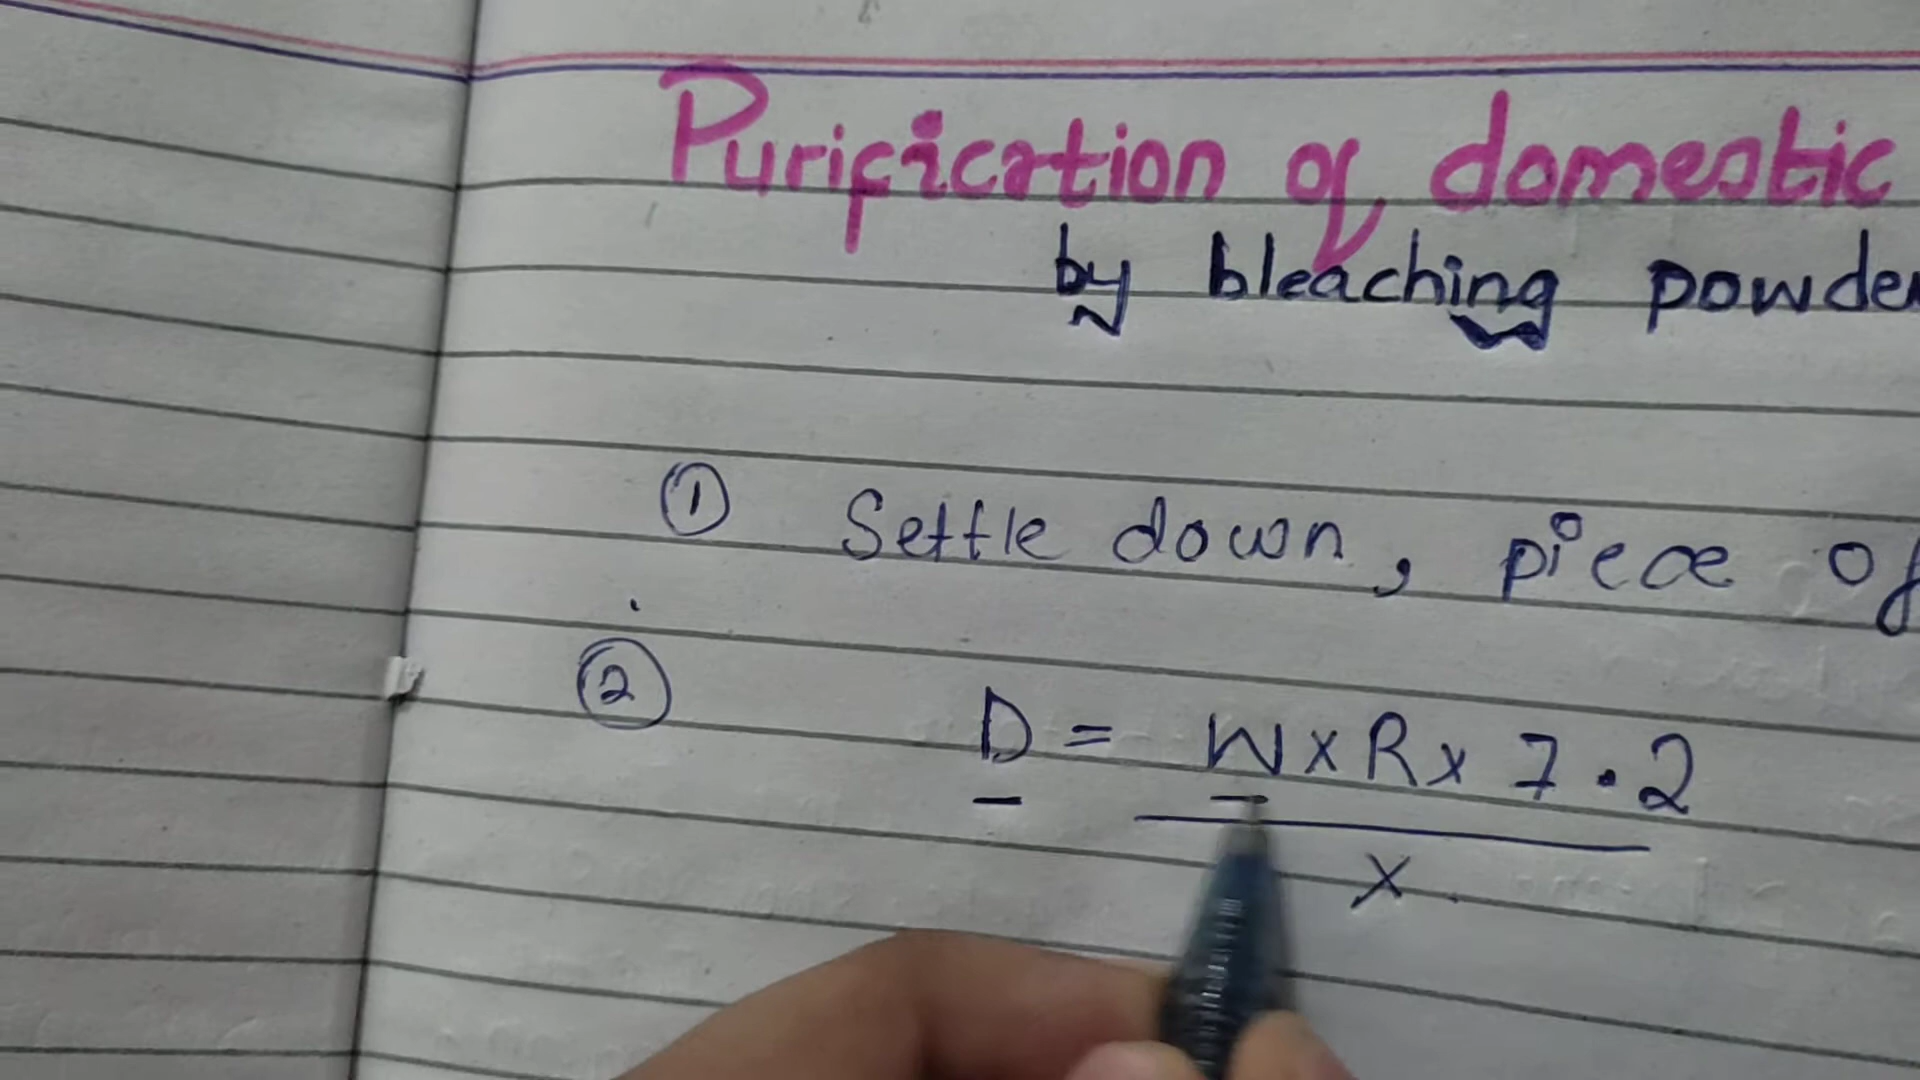 Purification of domestic
by bleaching powder
① Settle down, piece of
② D = W x R x 7.2
x